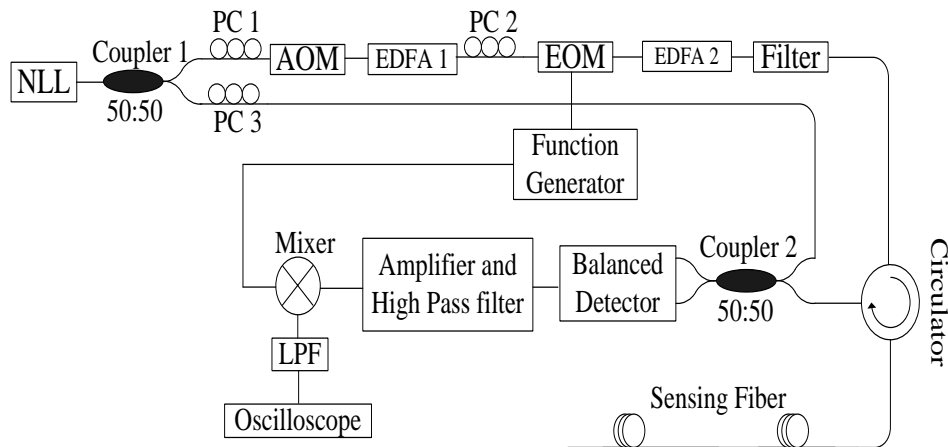 PC 1
PC 2
Coupler 1
NLL
AOM
EDFA 1
EOM
EDFA 2
Filter
50:50
PC 3
Function
Generator
Mixer
Amplifier and
High Pass filter
Balanced
Detector
Coupler 2
50:50
Circulator
LPF
Oscilloscope
Sensing Fiber